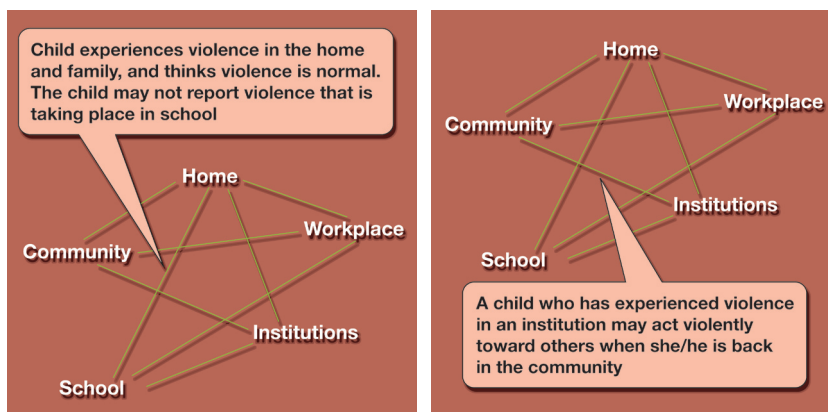 Child experiences violence in the home
and family, and thinks violence is normal.
The child may not report violence that is
taking place in school
Home
Workplace
Community
Institutions
School
Home
Workplace
Community
Institutions
School
A child who has experienced violence
in an institution may act violently
toward others when she/he is back
in the community